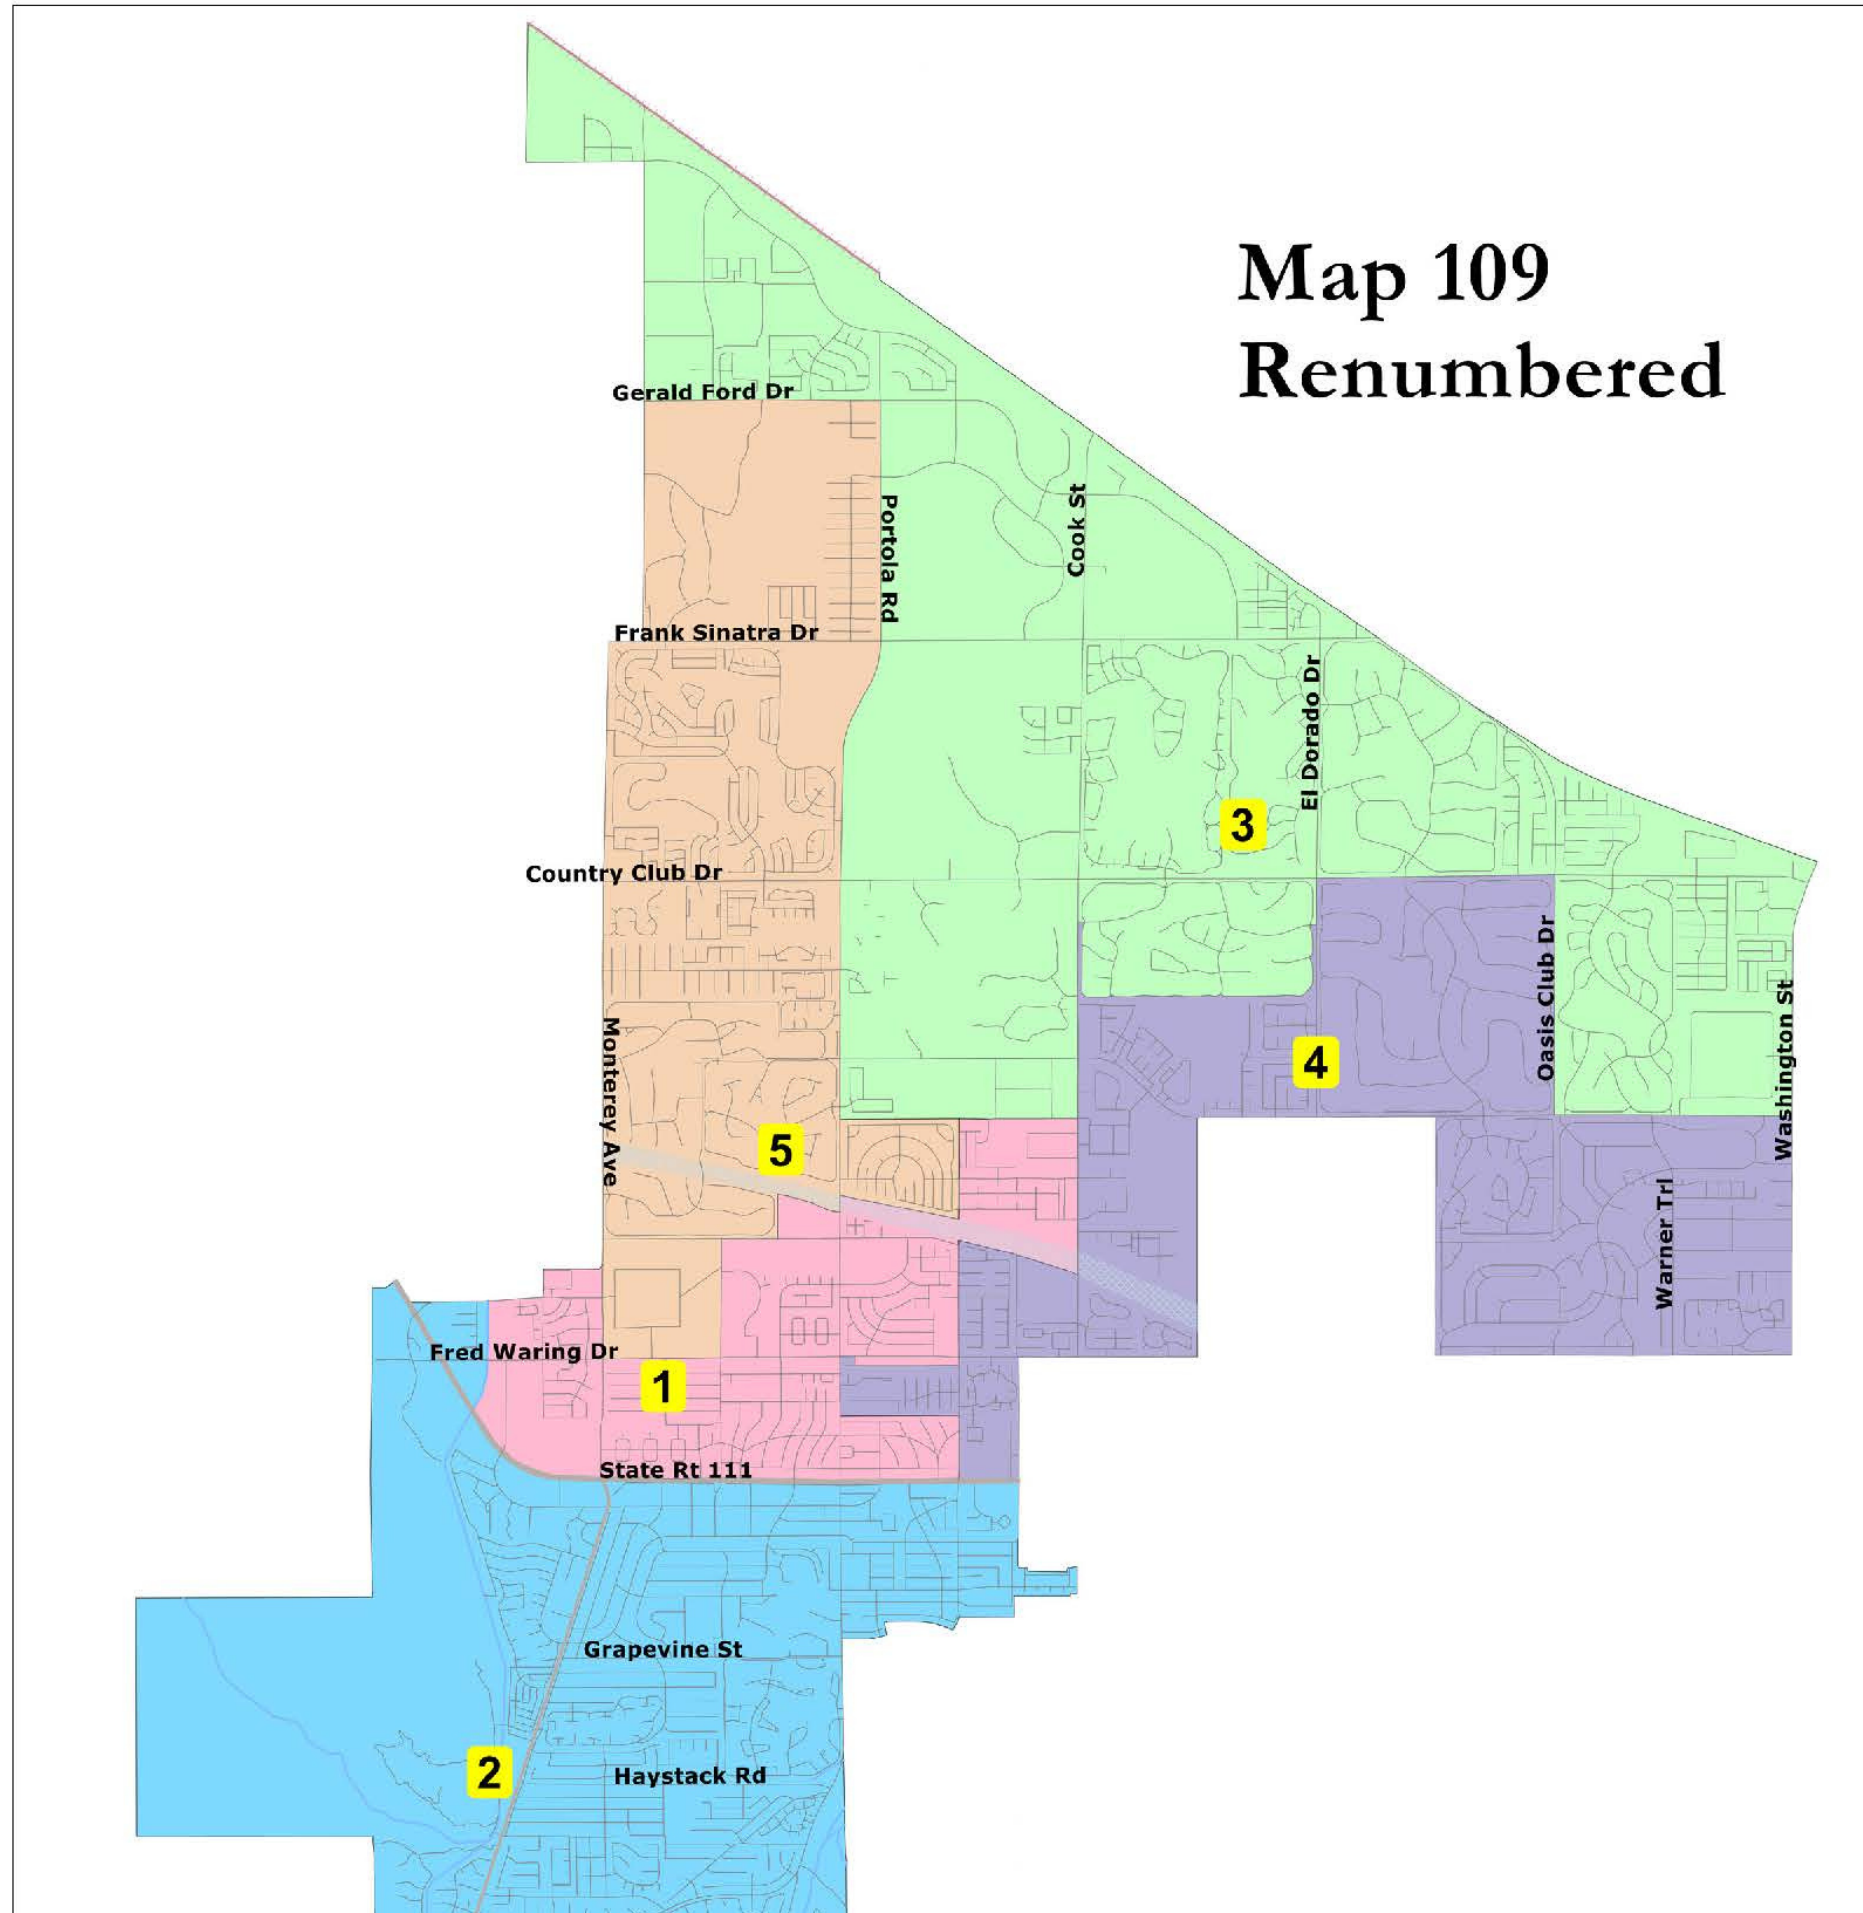 Map 109
Renumbered
Gerald Ford Dr
Portola Rd
Cook St
Frank Sinatra Dr
El Dorado Dr
3
Country Club Dr
Oasis Club Dr
Washington St
Monterey Ave
4
5
Warner Trl
Fred Waring Dr
1
State Rt 111
Grapevine St
2
Haystack Rd